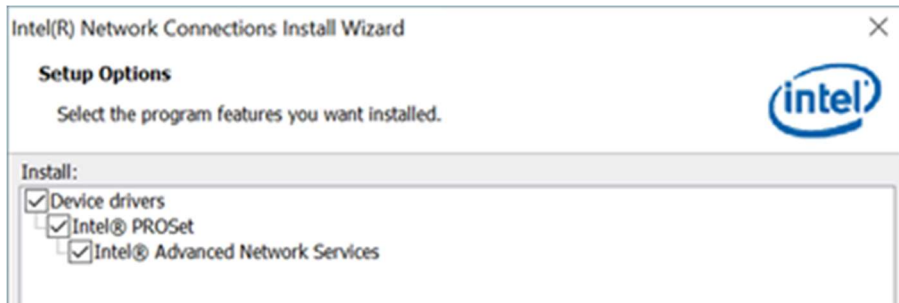 Intel(R) Network Connections Install Wizard
Setup Options
Select the program features you want installed.
intel
Install:
Device drivers
Intel® PROSet
Intel® Advanced Network Services